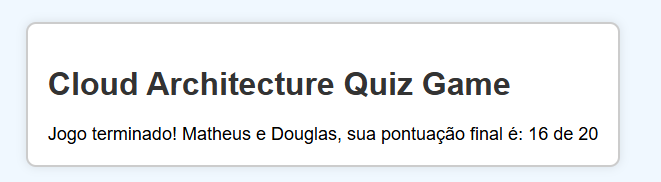 Cloud Architecture Quiz Game
Jogo terminado! Matheus e Douglas, sua pontuação final é: 16 de 20